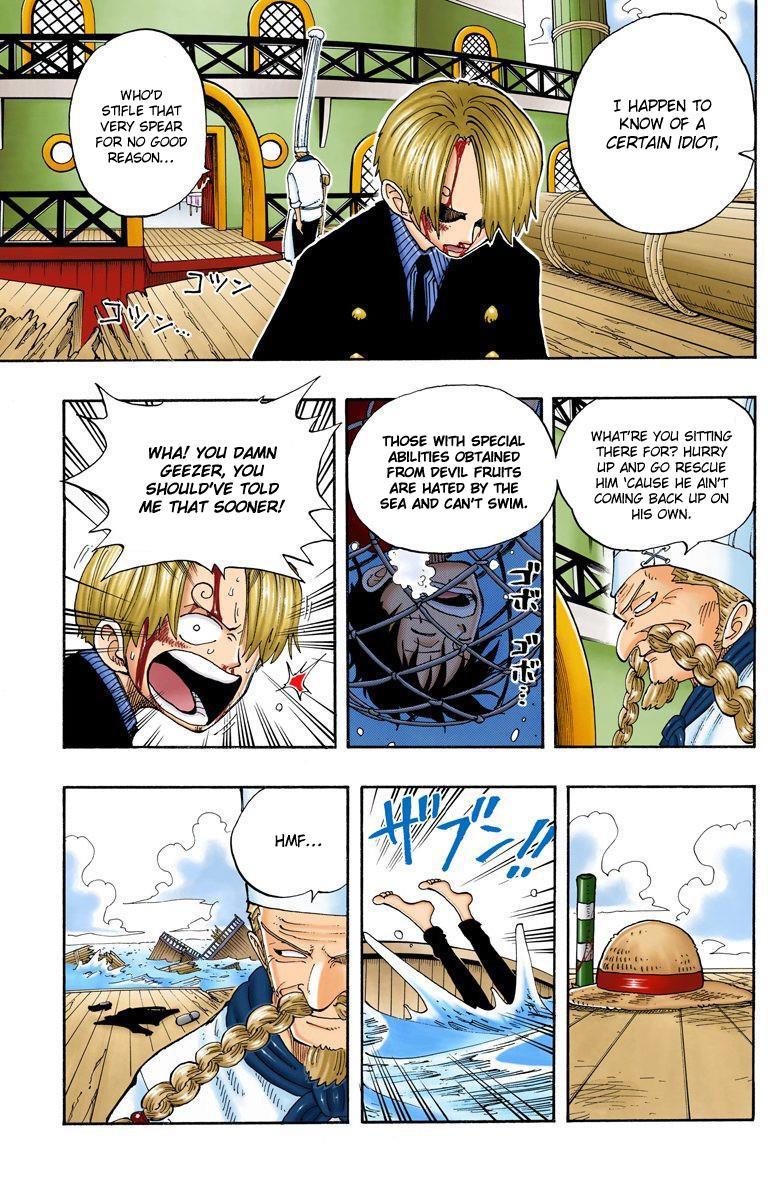 I HAPPEN TO
KNOW OF A
CERTAIN IDIOT,
WHO'D
STIFLE THAT
VERY SPEAR
FOR NO GOOD
REASON...
コツン
コツン...
WHAT'RE YOU SITTING
THERE FOR? HURRY
UP AND GO RESCUE
HIM 'CAUSE HE AIN'T
COMING BACK UP ON
HIS OWN.
THOSE WITH SPECIAL
ABILITIES OBTAINED
FROM DEVIL FRUITS
ARE HATED BY THE
SEA AND CAN'T SWIM.
ゴボ
ゴボ...
WHA! YOU DAMN
GEEZER, YOU
SHOULD'VE TOLD
ME THAT SOONER!
ザブン!!
HMF...